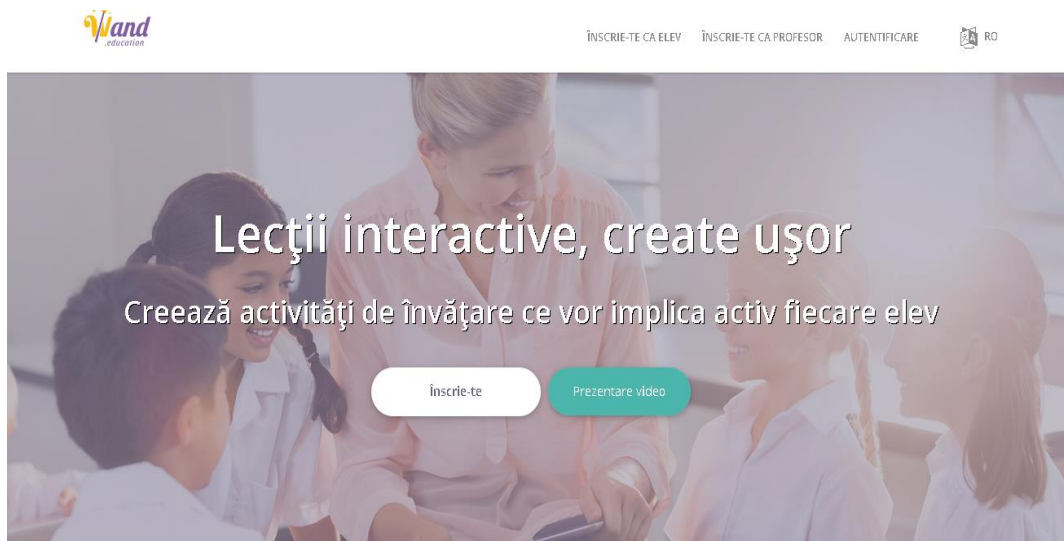 Wand
.education
ÎNSCRIE-TE CA ELEV ÎNSCRIE-TE CA PROFESOR AUTENTIFICARE RO
Lecţii interactive, create uşor
Creează activităţi de învăţare ce vor implica activ fiecare elev
Înscrie-te Prezentare video